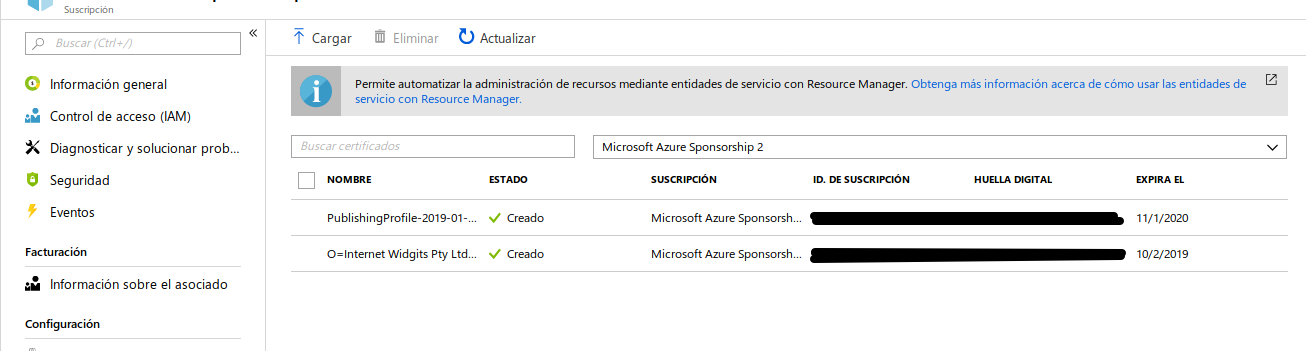 Suscripción
Buscar (Ctrl+/)
«
Cargar
Eliminar
Actualizar
Información general
Control de acceso (IAM)
Diagnosticar y solucionar prob...
Seguridad
Eventos
Facturación
Información sobre el asociado
Configuración
Permite automatizar la administración de recursos mediante entidades de servicio con Resource Manager. Obtenga más información acerca de cómo usar las entidades de
servicio con Resource Manager.
Buscar certificados
Microsoft Azure Sponsorship 2
NOMBRE ESTADO SUSCRIPCIÓN ID. DE SUSCRIPCIÓN HUELLA DIGITAL EXPIRA EL
PublishingProfile-2019-01-... Creado Microsoft Azure Sponsorsh... 11/1/2020
O=Internet Widgits Pty Ltd... Creado Microsoft Azure Sponsorsh... 10/2/2019